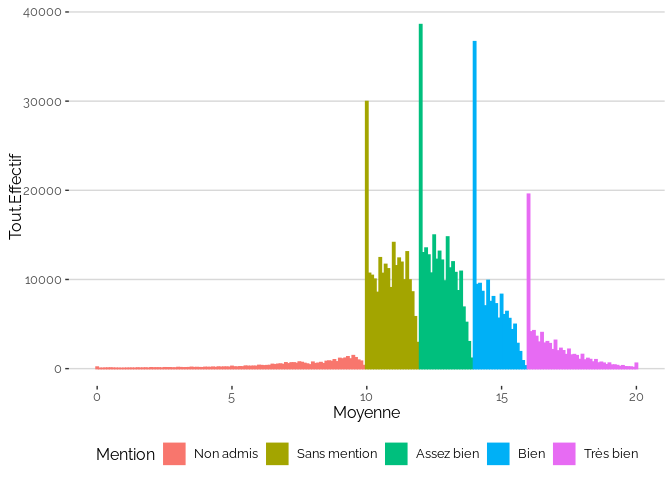 40000
30000
20000
10000
0
Tout.Effectif
0 5 10 15 20
Moyenne
Mention Non admis Sans mention Assez bien Bien Très bien